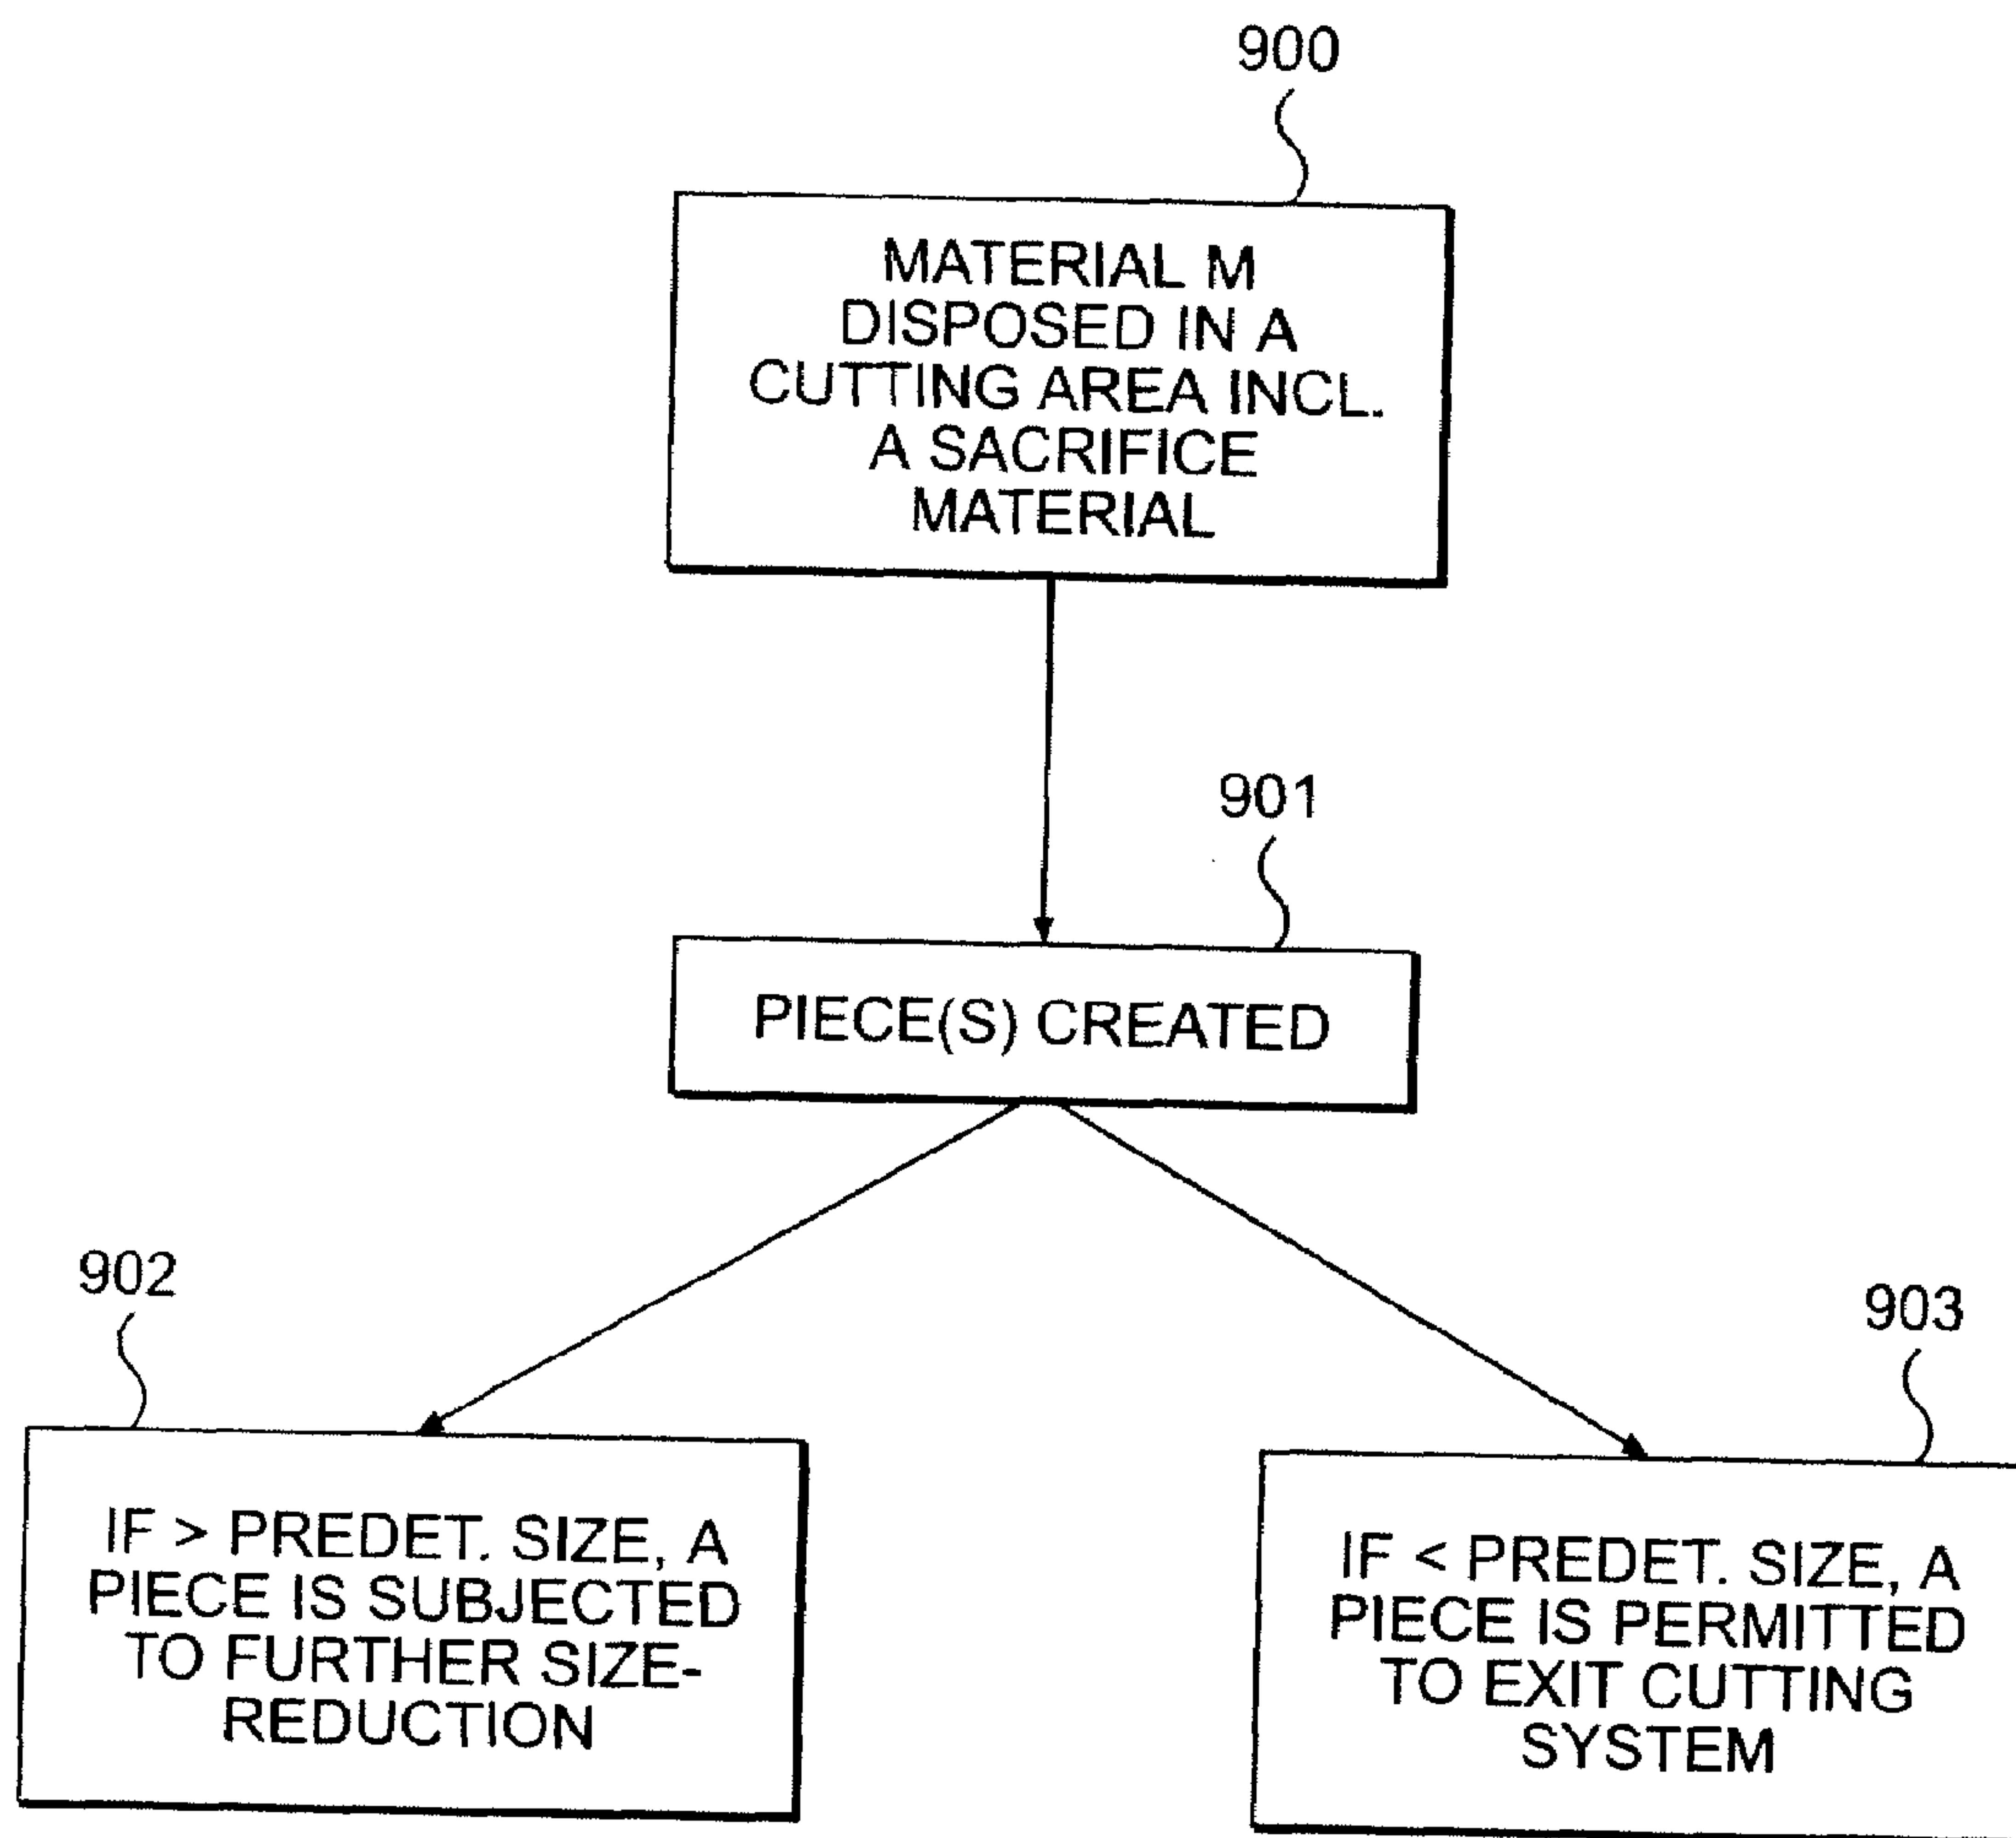 900
MATERIAL M
DISPOSED IN A
CUTTING AREA INCL.
A SACRIFICE
MATERIAL
901
PIECE(S) CREATED
902
IF > PREDET. SIZE, A
PIECE IS SUBJECTED
TO FURTHER SIZE-
REDUCTION
903
IF < PREDET. SIZE, A
PIECE IS PERMITTED
TO EXIT CUTTING
SYSTEM